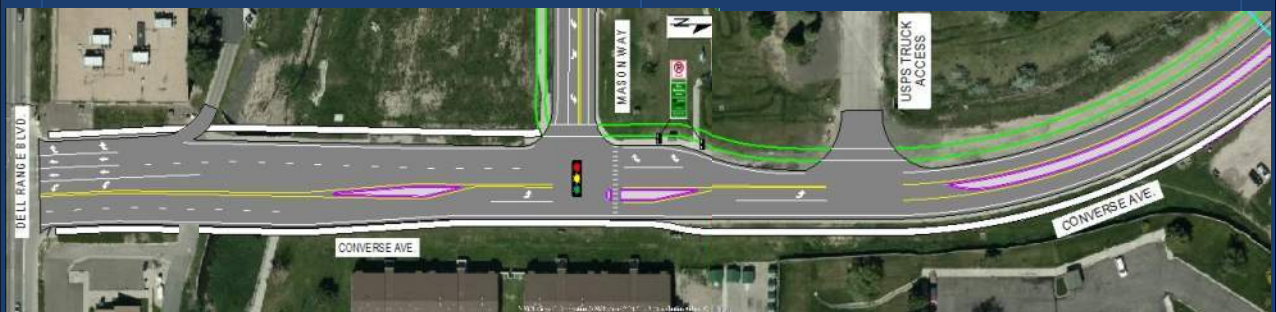 DELL RANGE BLVD.
MASON WAY
N
USPS TRUCK
ACCESS
CONVERSE AVE.
CONVERSE AVE.